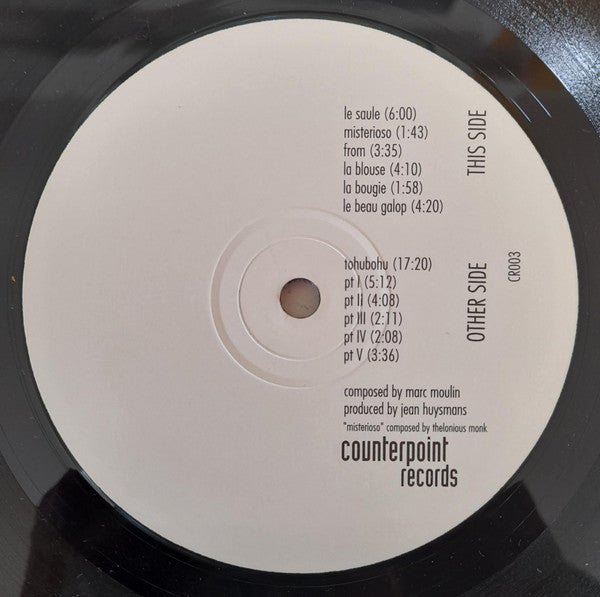 le saule (6:00)
misterioso (1:43)
from (3:35)
la blouse (4:10)
la bougie (1:58)
le beau galop (4:20)
THIS SIDE
tohubohu (17:20)
pt I (5:12)
pt II (4:08)
pt III (2:11)
pt IV (2:08)
pt V (3:36)
OTHER SIDE
CR003
composed by marc moulin
produced by jean huysmans
"misterioso" composed by thelonious monk
counterpoint
records